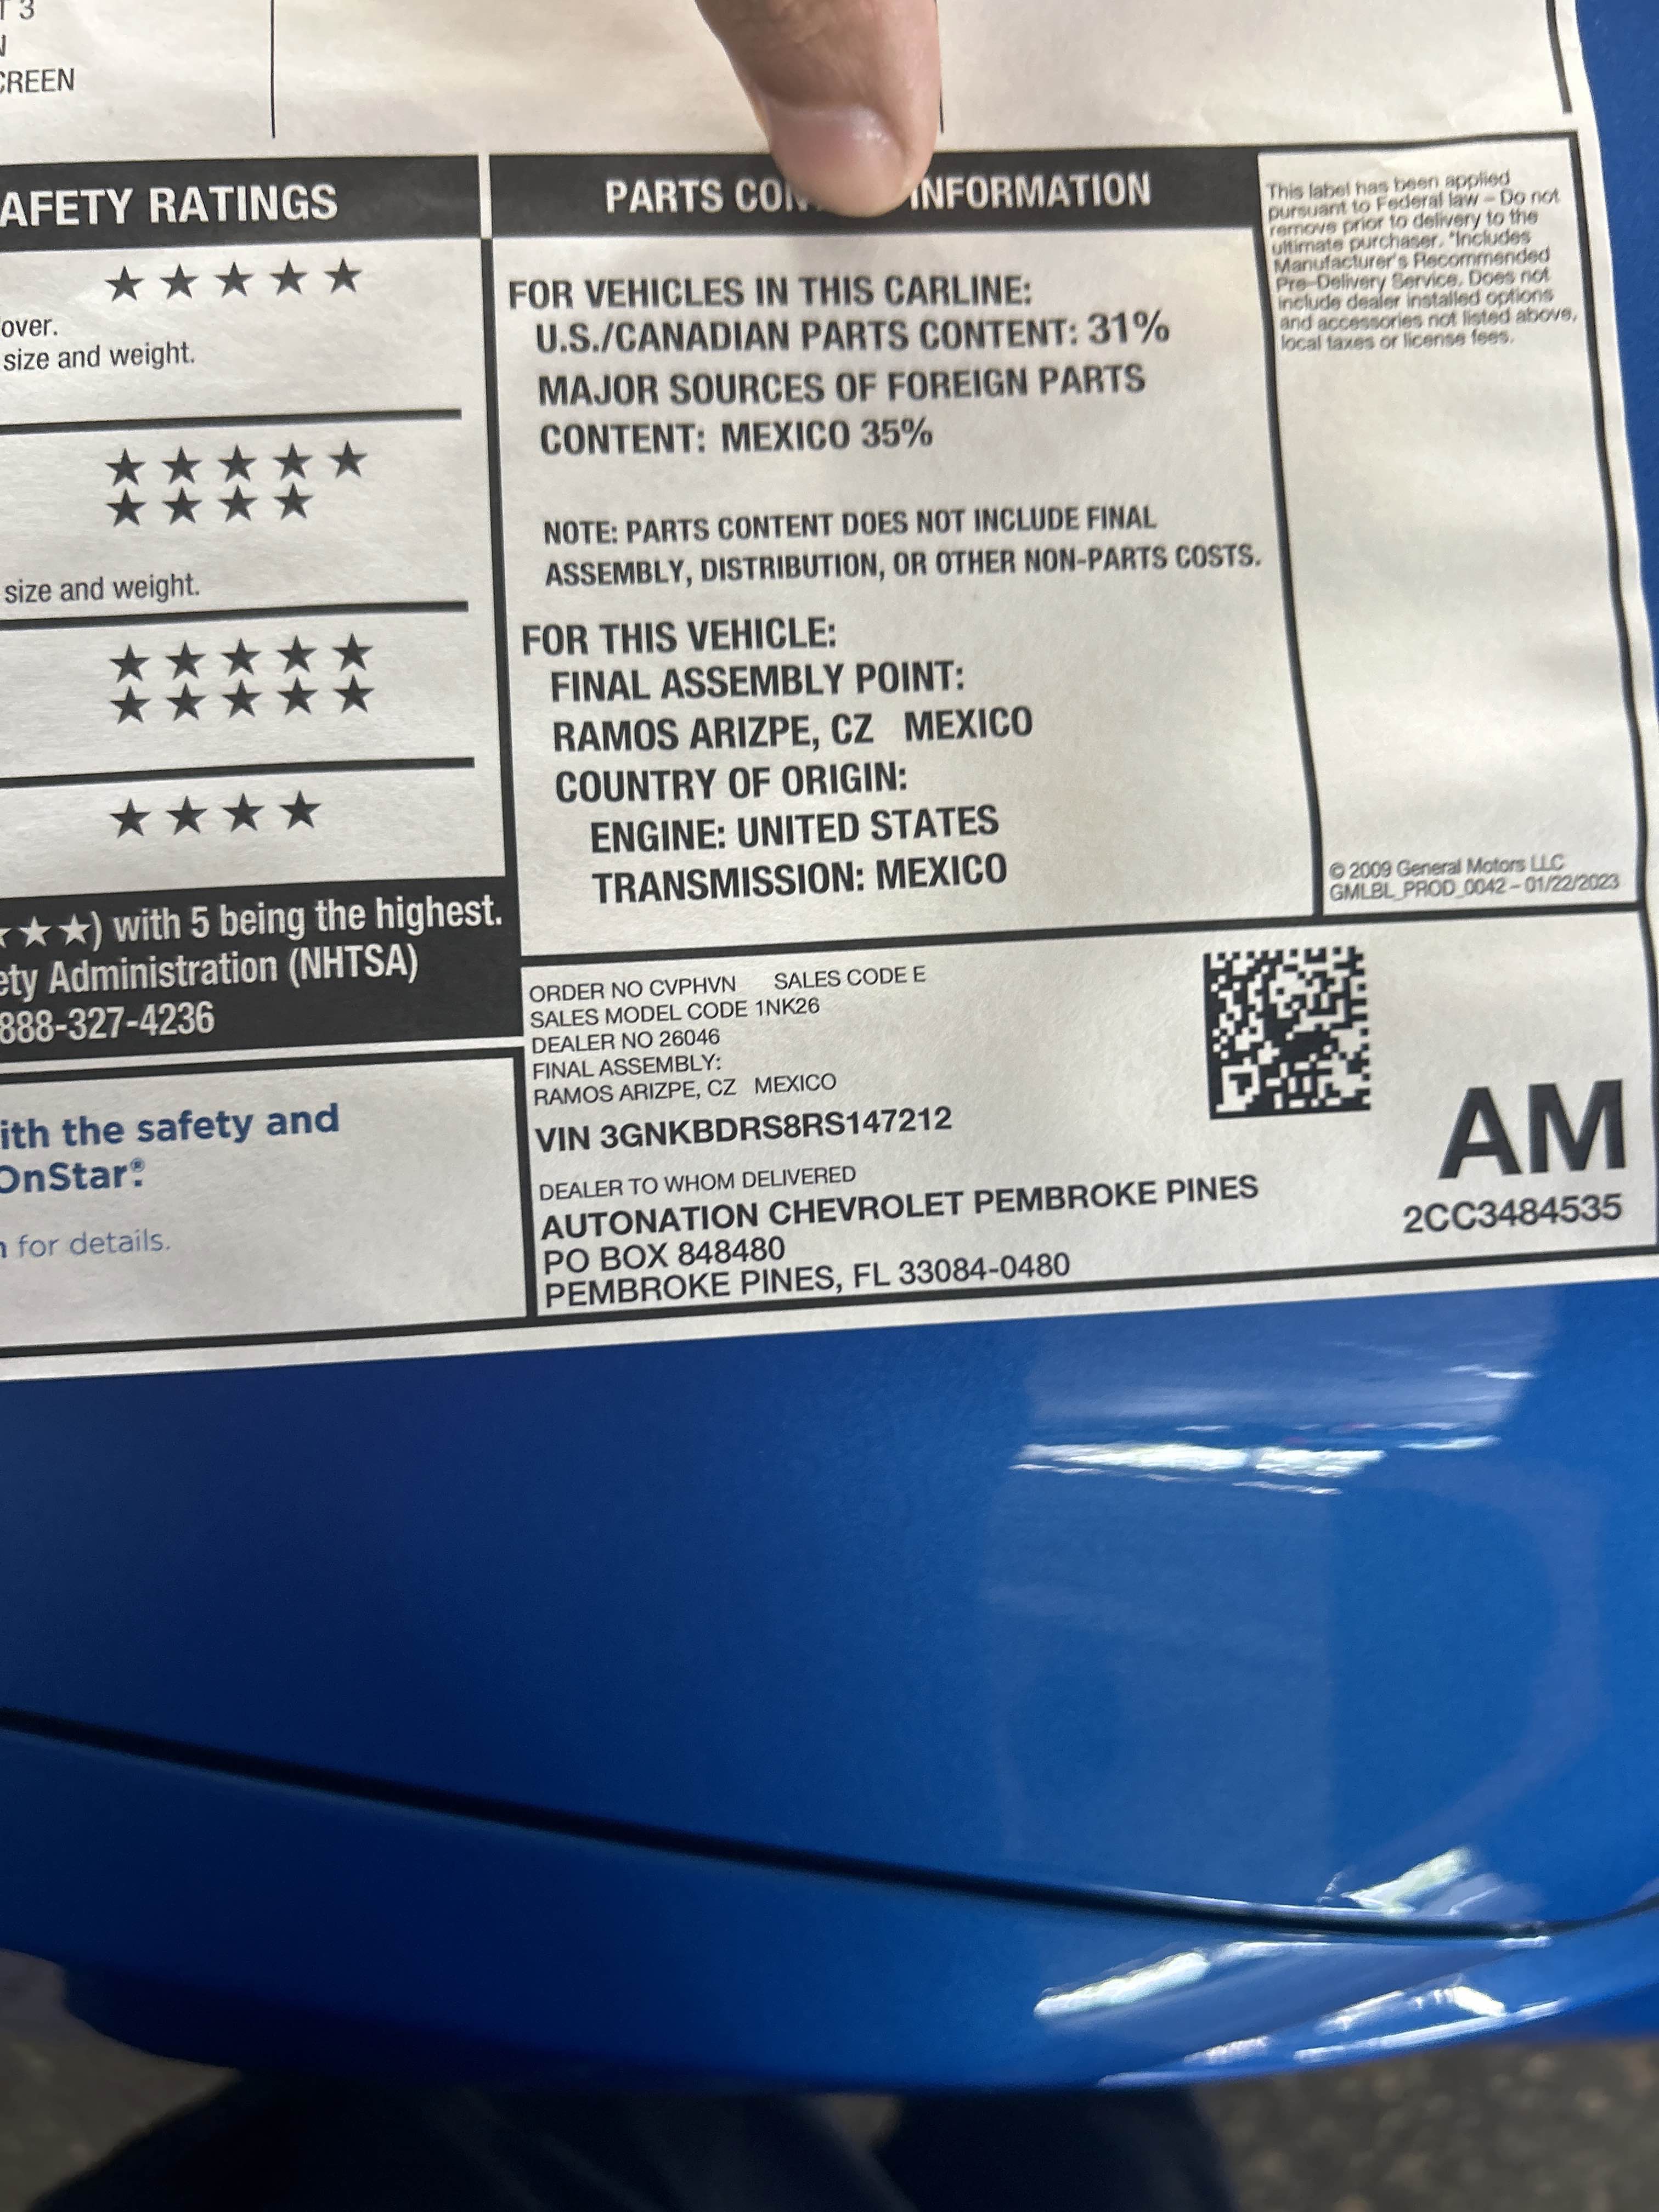 T 3
CREEN
AFETY RATINGS
★★★★★
over.
size and weight.
★★★★★
★★★★
size and weight.
★★★★★
★★★★★
★★★★
★★) with 5 being the highest.
ety Administration (NHTSA)
888-327-4236
ith the safety and
OnStar®
for details.
PARTS CON INFORMATION
FOR VEHICLES IN THIS CARLINE:
U.S./CANADIAN PARTS CONTENT: 31%
MAJOR SOURCES OF FOREIGN PARTS
CONTENT: MEXICO 35%
NOTE: PARTS CONTENT DOES NOT INCLUDE FINAL
ASSEMBLY, DISTRIBUTION, OR OTHER NON-PARTS COSTS.
FOR THIS VEHICLE:
FINAL ASSEMBLY POINT:
RAMOS ARIZPE, CZ MEXICO
COUNTRY OF ORIGIN:
ENGINE: UNITED STATES
TRANSMISSION: MEXICO
This label has been applied
pursuant to Federal law – Do not
remove prior to delivery to the
ultimate purchaser. *Includes
Manufacturer's Recommended
Pre-Delivery Service. Does not
include dealer installed options
and accessories not listed above,
local taxes or license fees.
© 2009 General Motors LLC
GMLBL_PROD_0042 – 01/22/2023
ORDER NO CVPHVN SALES CODE E
SALES MODEL CODE 1NK26
DEALER NO 26046
FINAL ASSEMBLY:
RAMOS ARIZPE, CZ MEXICO
VIN 3GNKBDRS8RS147212
DEALER TO WHOM DELIVERED
AUTONATION CHEVROLET PEMBROKE PINES
PO BOX 848480
PEMBROKE PINES, FL 33084-0480
AM
2CC3484535